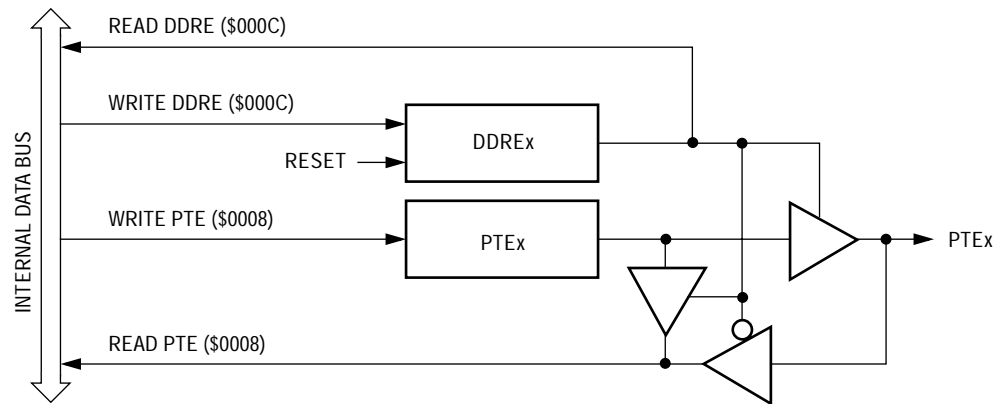 READ DDRE ($000C)
WRITE DDRE ($000C)
DDREx
RESET
INTERNAL DATA BUS
WRITE PTE ($0008)
PTEx
PTEx
READ PTE ($0008)